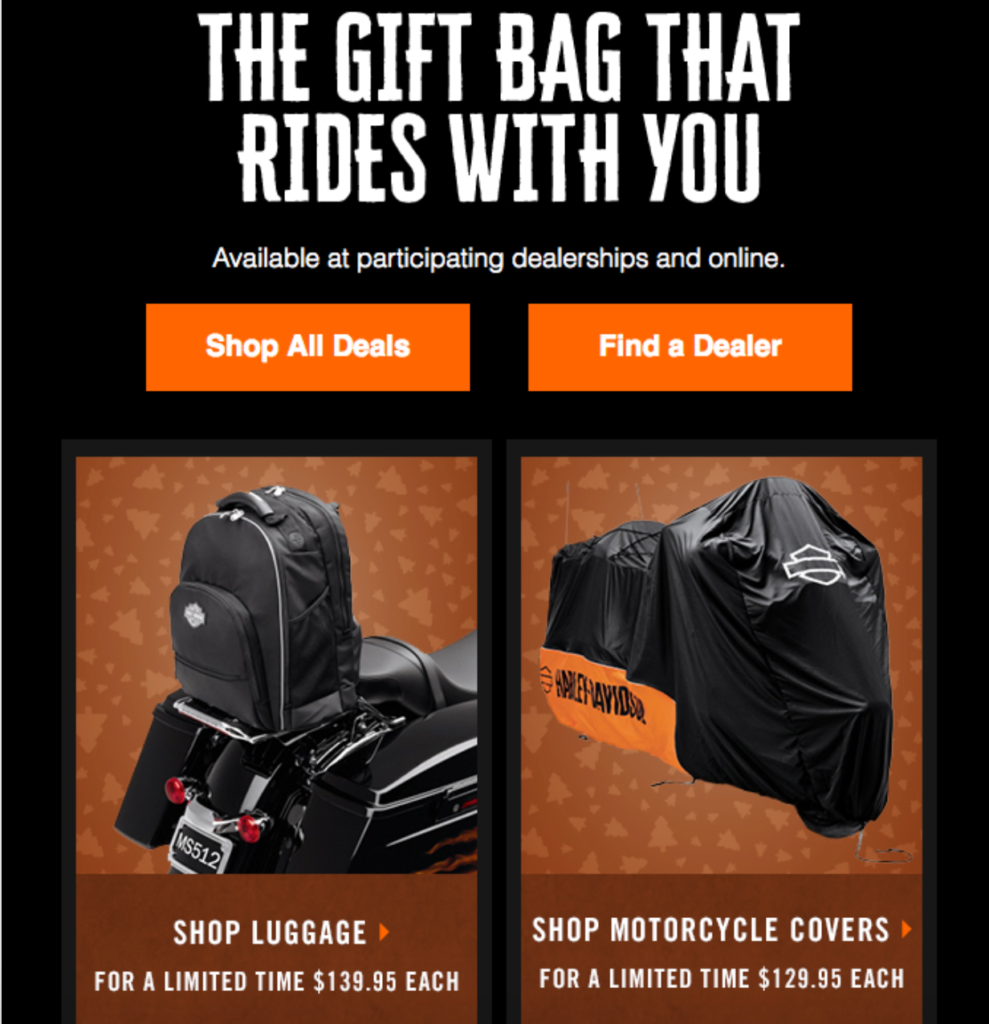 THE GIFT BAG THAT
RIDES WITH YOU
Available at participating dealerships and online.
Shop All Deals
Find a Dealer
HARLEY-DAVIDSON
MS512
SHOP LUGGAGE
FOR A LIMITED TIME $139.95 EACH
SHOP MOTORCYCLE COVERS
FOR A LIMITED TIME $129.95 EACH